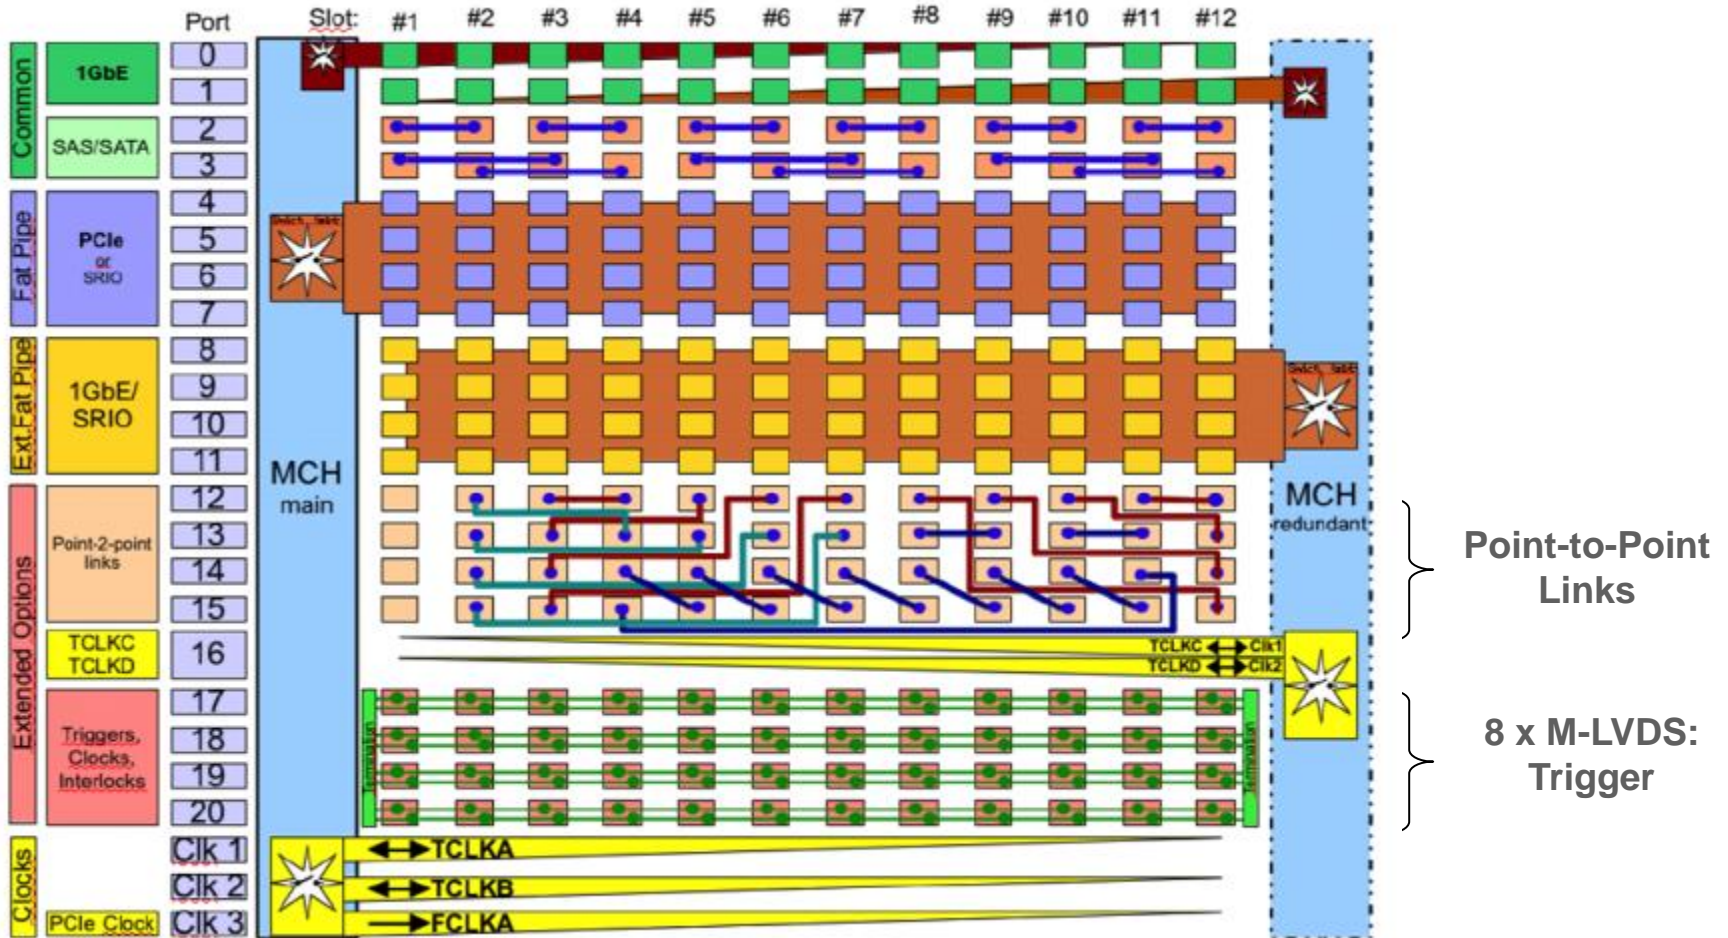 Port
Slot:
#1 #2 #3 #4 #5 #6 #7 #8 #9 #10 #11 #12
Common
1GbE
0
1
SAS/SATA
2
3
Fat Pipe
PCIe
or
SRIO
4
5
6
7
Ext.Fat Pipe
1GbE/
SRIO
8
9
10
11
Extended Options
Point-2-point
links
12
13
14
15
TCLKC
TCLKD
16
Triggers,
Clocks,
Interlocks
17
18
19
20
Clocks
Clk 1
Clk 2
PCIe Clock
Clk 3
MCH
main
MCH
redundant
TCLKC
Clk1
TCLKD
Clk2
Termination
Termination
TCLKA
TCLKB
FCLKA
Point-to-Point
Links
8 x M-LVDS:
Trigger